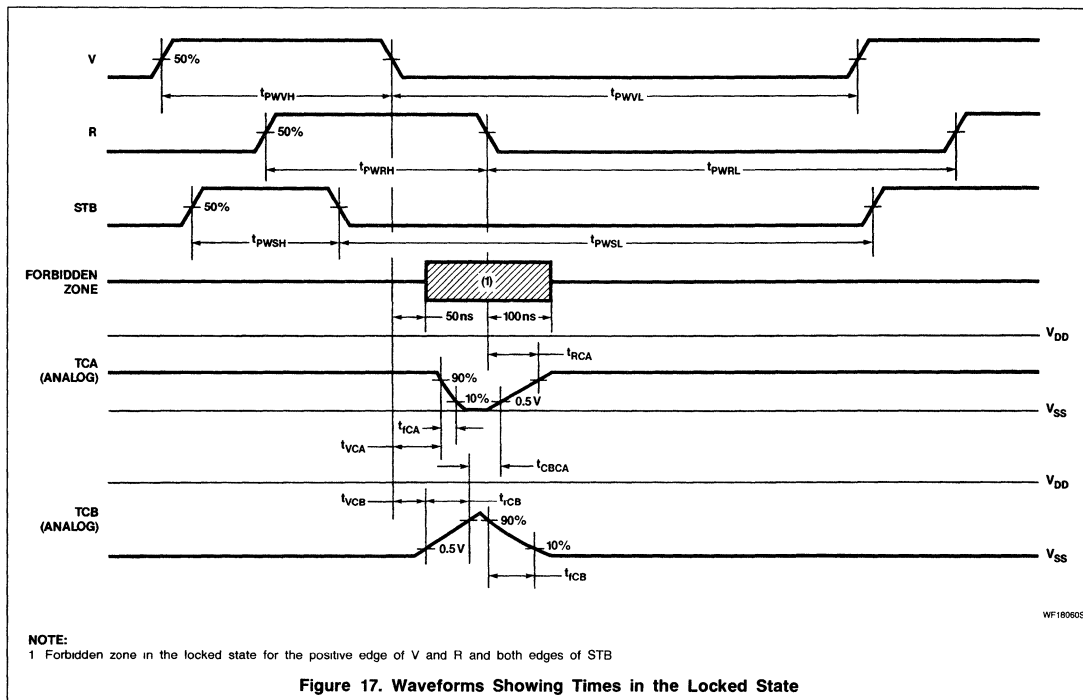 V
50%
tPWVH
tPWVL
R
50%
tPWRH
tPWRL
STB
50%
tPWSH
tPWSL
FORBIDDEN
ZONE
(1)
50ns
100ns
VDD
tRCA
TCA
(ANALOG)
90%
10%
0.5 V
VSS
tfCA
tVCA
tCBCA
VDD
tVCB
trCB
TCB
(ANALOG)
90%
0.5 V
10%
VSS
tfCB
WF18060S
NOTE:
1 Forbidden zone in the locked state for the positive edge of V and R and both edges of STB
Figure 17. Waveforms Showing Times in the Locked State